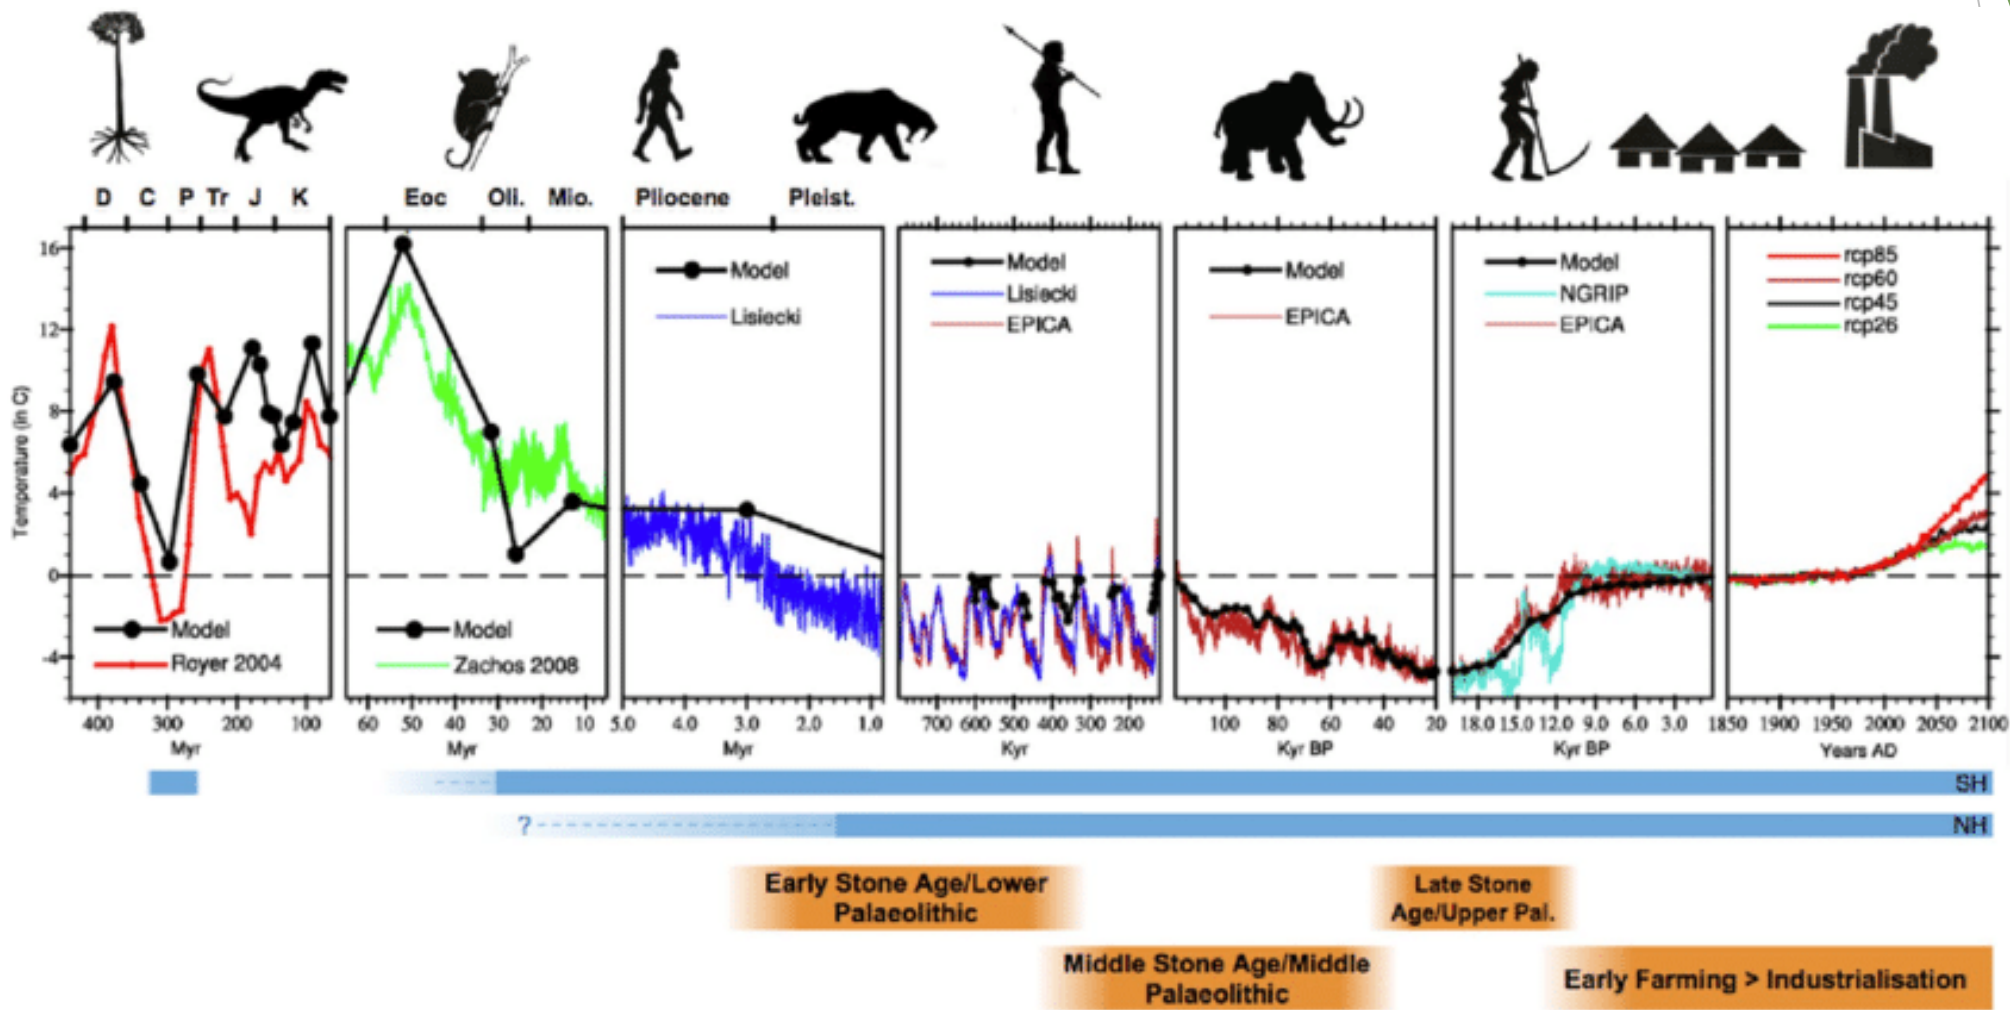 D C P Tr J K
Eoc Oli. Mio.
Pliocene Pleist.
Temperature (in C)
16
12
8
4
0
-4
Model
Royer 2004
400 300 200 100
Myr
Model
Zachos 2008
60 50 40 30 20 10
Myr
Model
Lisiecki
5.0 4.0 3.0 2.0 1.0
Myr
Model
Lisiecki
EPICA
700 600 500 400 300 200
Kyr
Model
EPICA
100 80 60 40 20
Kyr BP
Model
NGRIP
EPICA
18.0 15.0 12.0 9.0 6.0 3.0
Kyr BP
rcp85
rcp60
rcp45
rcp26
1850 1900 1950 2000 2050 2100
Years AD
SH
?
NH
Early Stone Age/Lower
Palaeolithic
Late Stone
Age/Upper Pal.
Middle Stone Age/Middle
Palaeolithic
Early Farming > Industrialisation